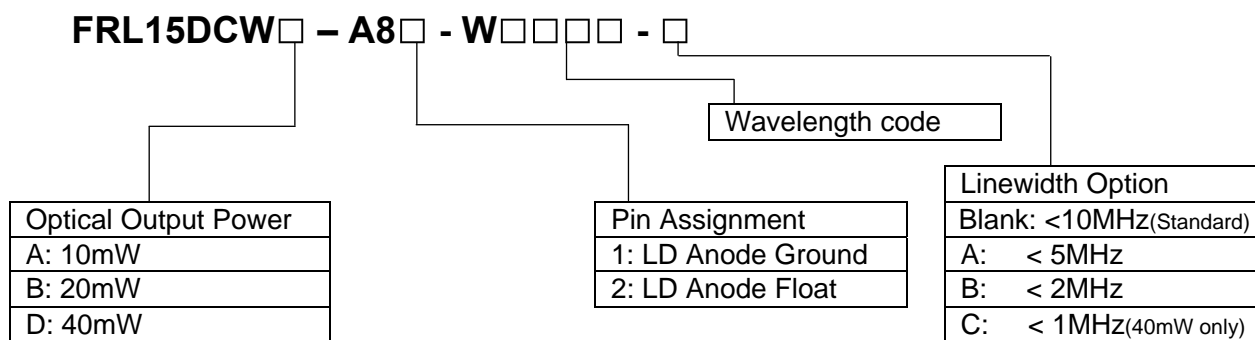 FRL15DCW□ – A8□ - W□□□□ - □
Wavelength code
Optical Output Power
A: 10mW
B: 20mW
D: 40mW
Pin Assignment
1: LD Anode Ground
2: LD Anode Float
Linewidth Option
Blank: <10MHz(Standard)
A: < 5MHz
B: < 2MHz
C: < 1MHz(40mW only)